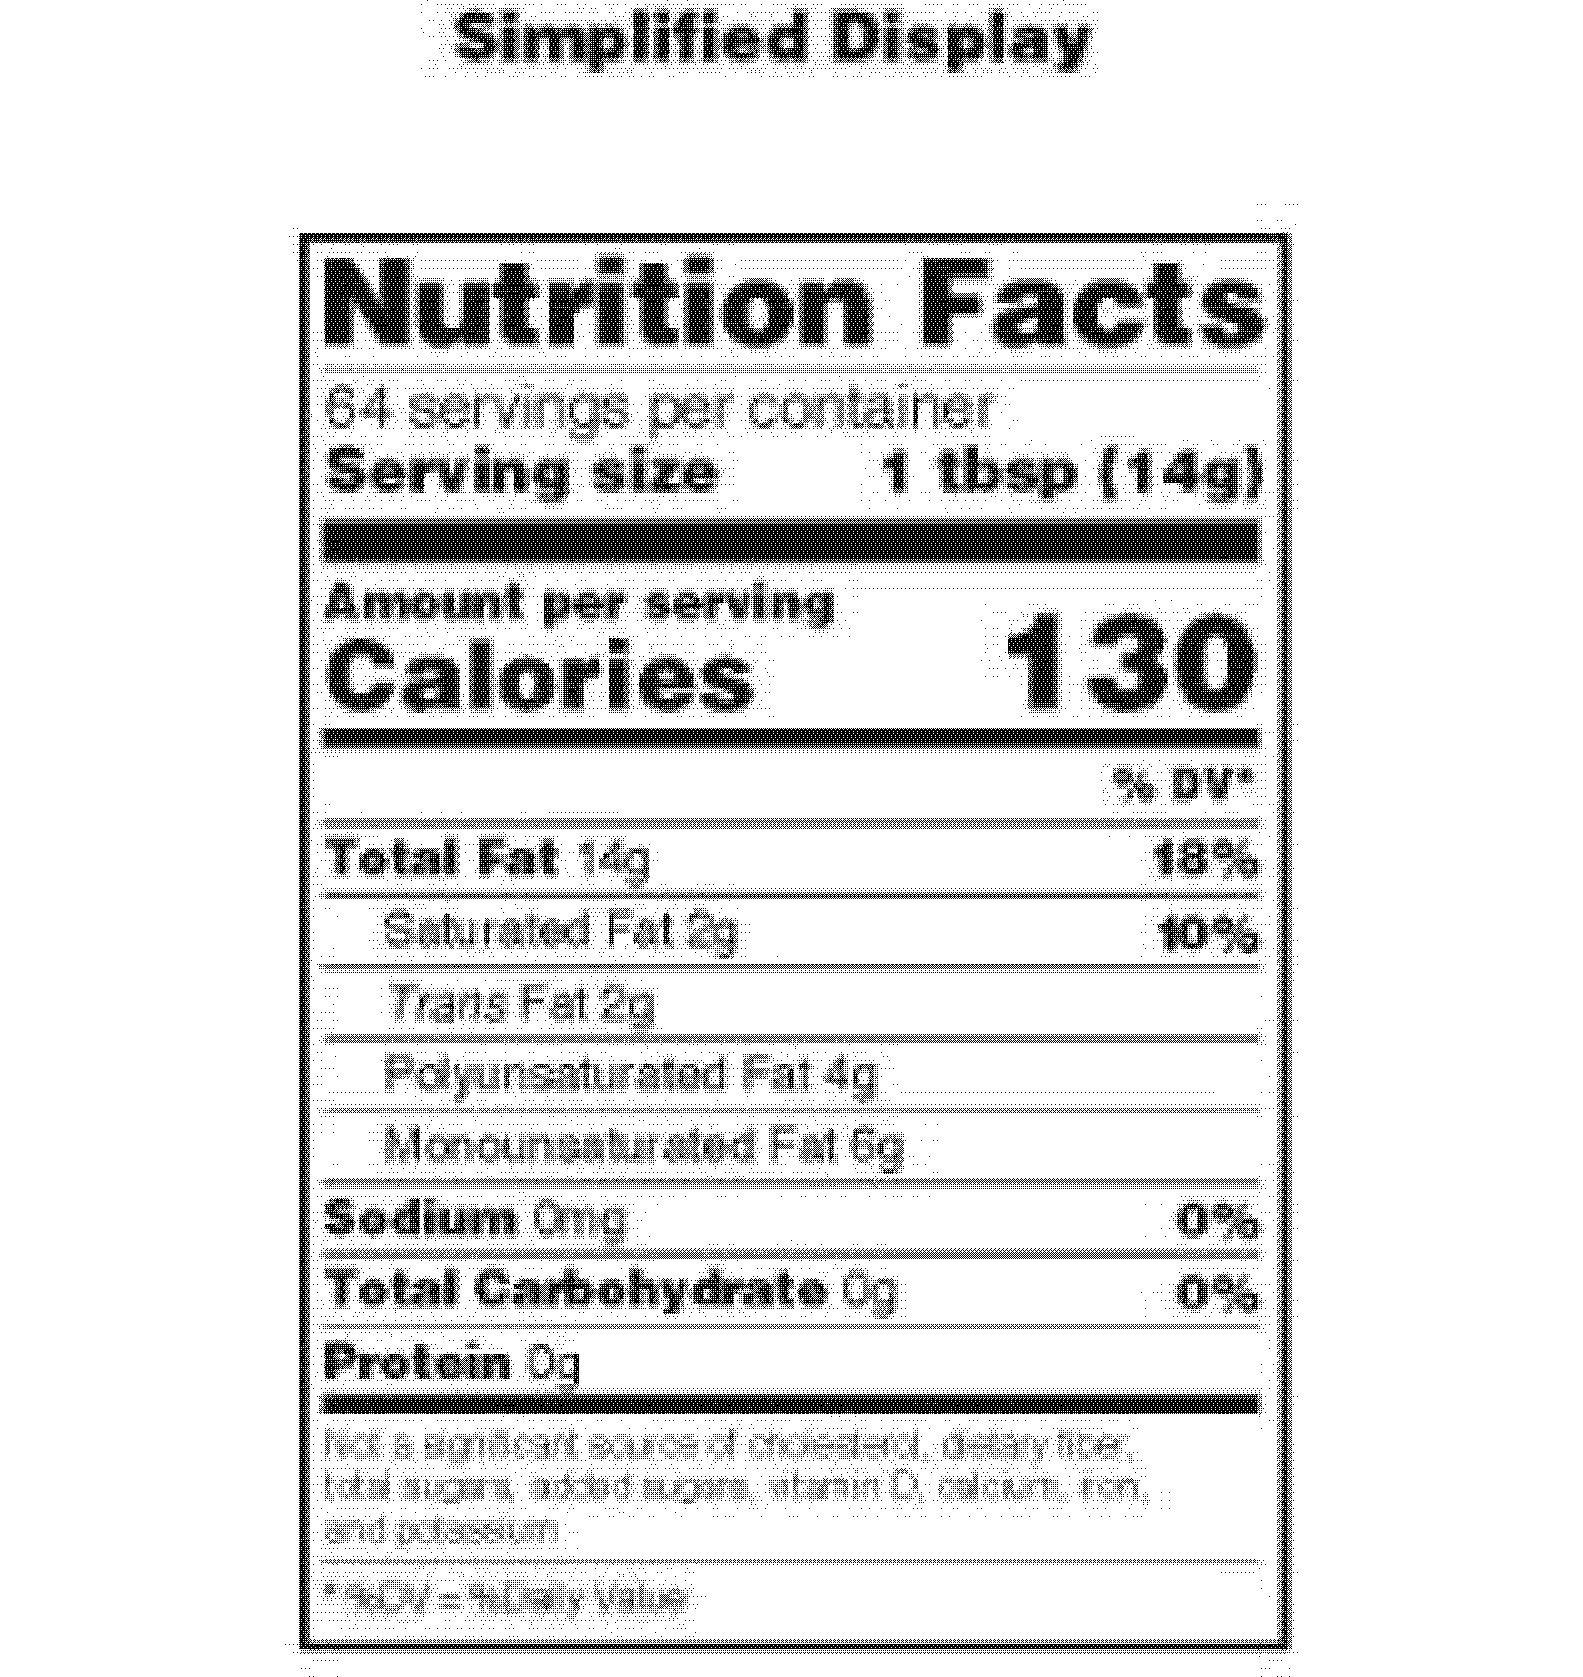 Simplified Display
Nutrition Facts
64 servings per container
Serving size 1 tbsp (14g)
Amount per serving
Calories 130
% DV*
Total Fat 14g 18%
Saturated Fat 2g 10%
Trans Fat 2g
Polyunsaturated Fat 4g
Monounsaturated Fat 6g
Sodium 0mg 0%
Total Carbohydrate 0g 0%
Protein 0g
Not a significant source of cholesterol, dietary fiber,
total sugars, added sugars, vitamin D, calcium, iron,
and potassium
* %DV = %Daily Value